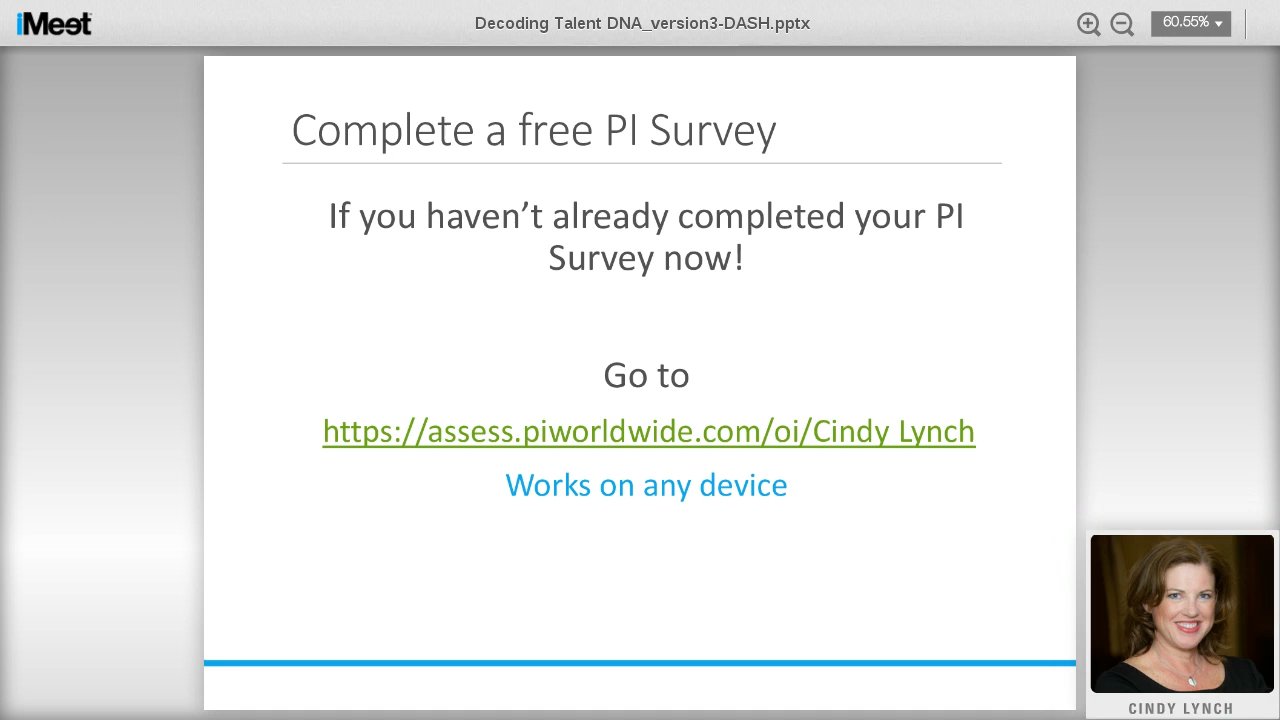 iMeet
Decoding Talent DNA_version3-DASH.pptx
60.55%
Complete a free PI Survey
If you haven’t already completed your PI
Survey now!
Go to
https://assess.piworldwide.com/oi/Cindy Lynch
Works on any device
CINDY LYNCH